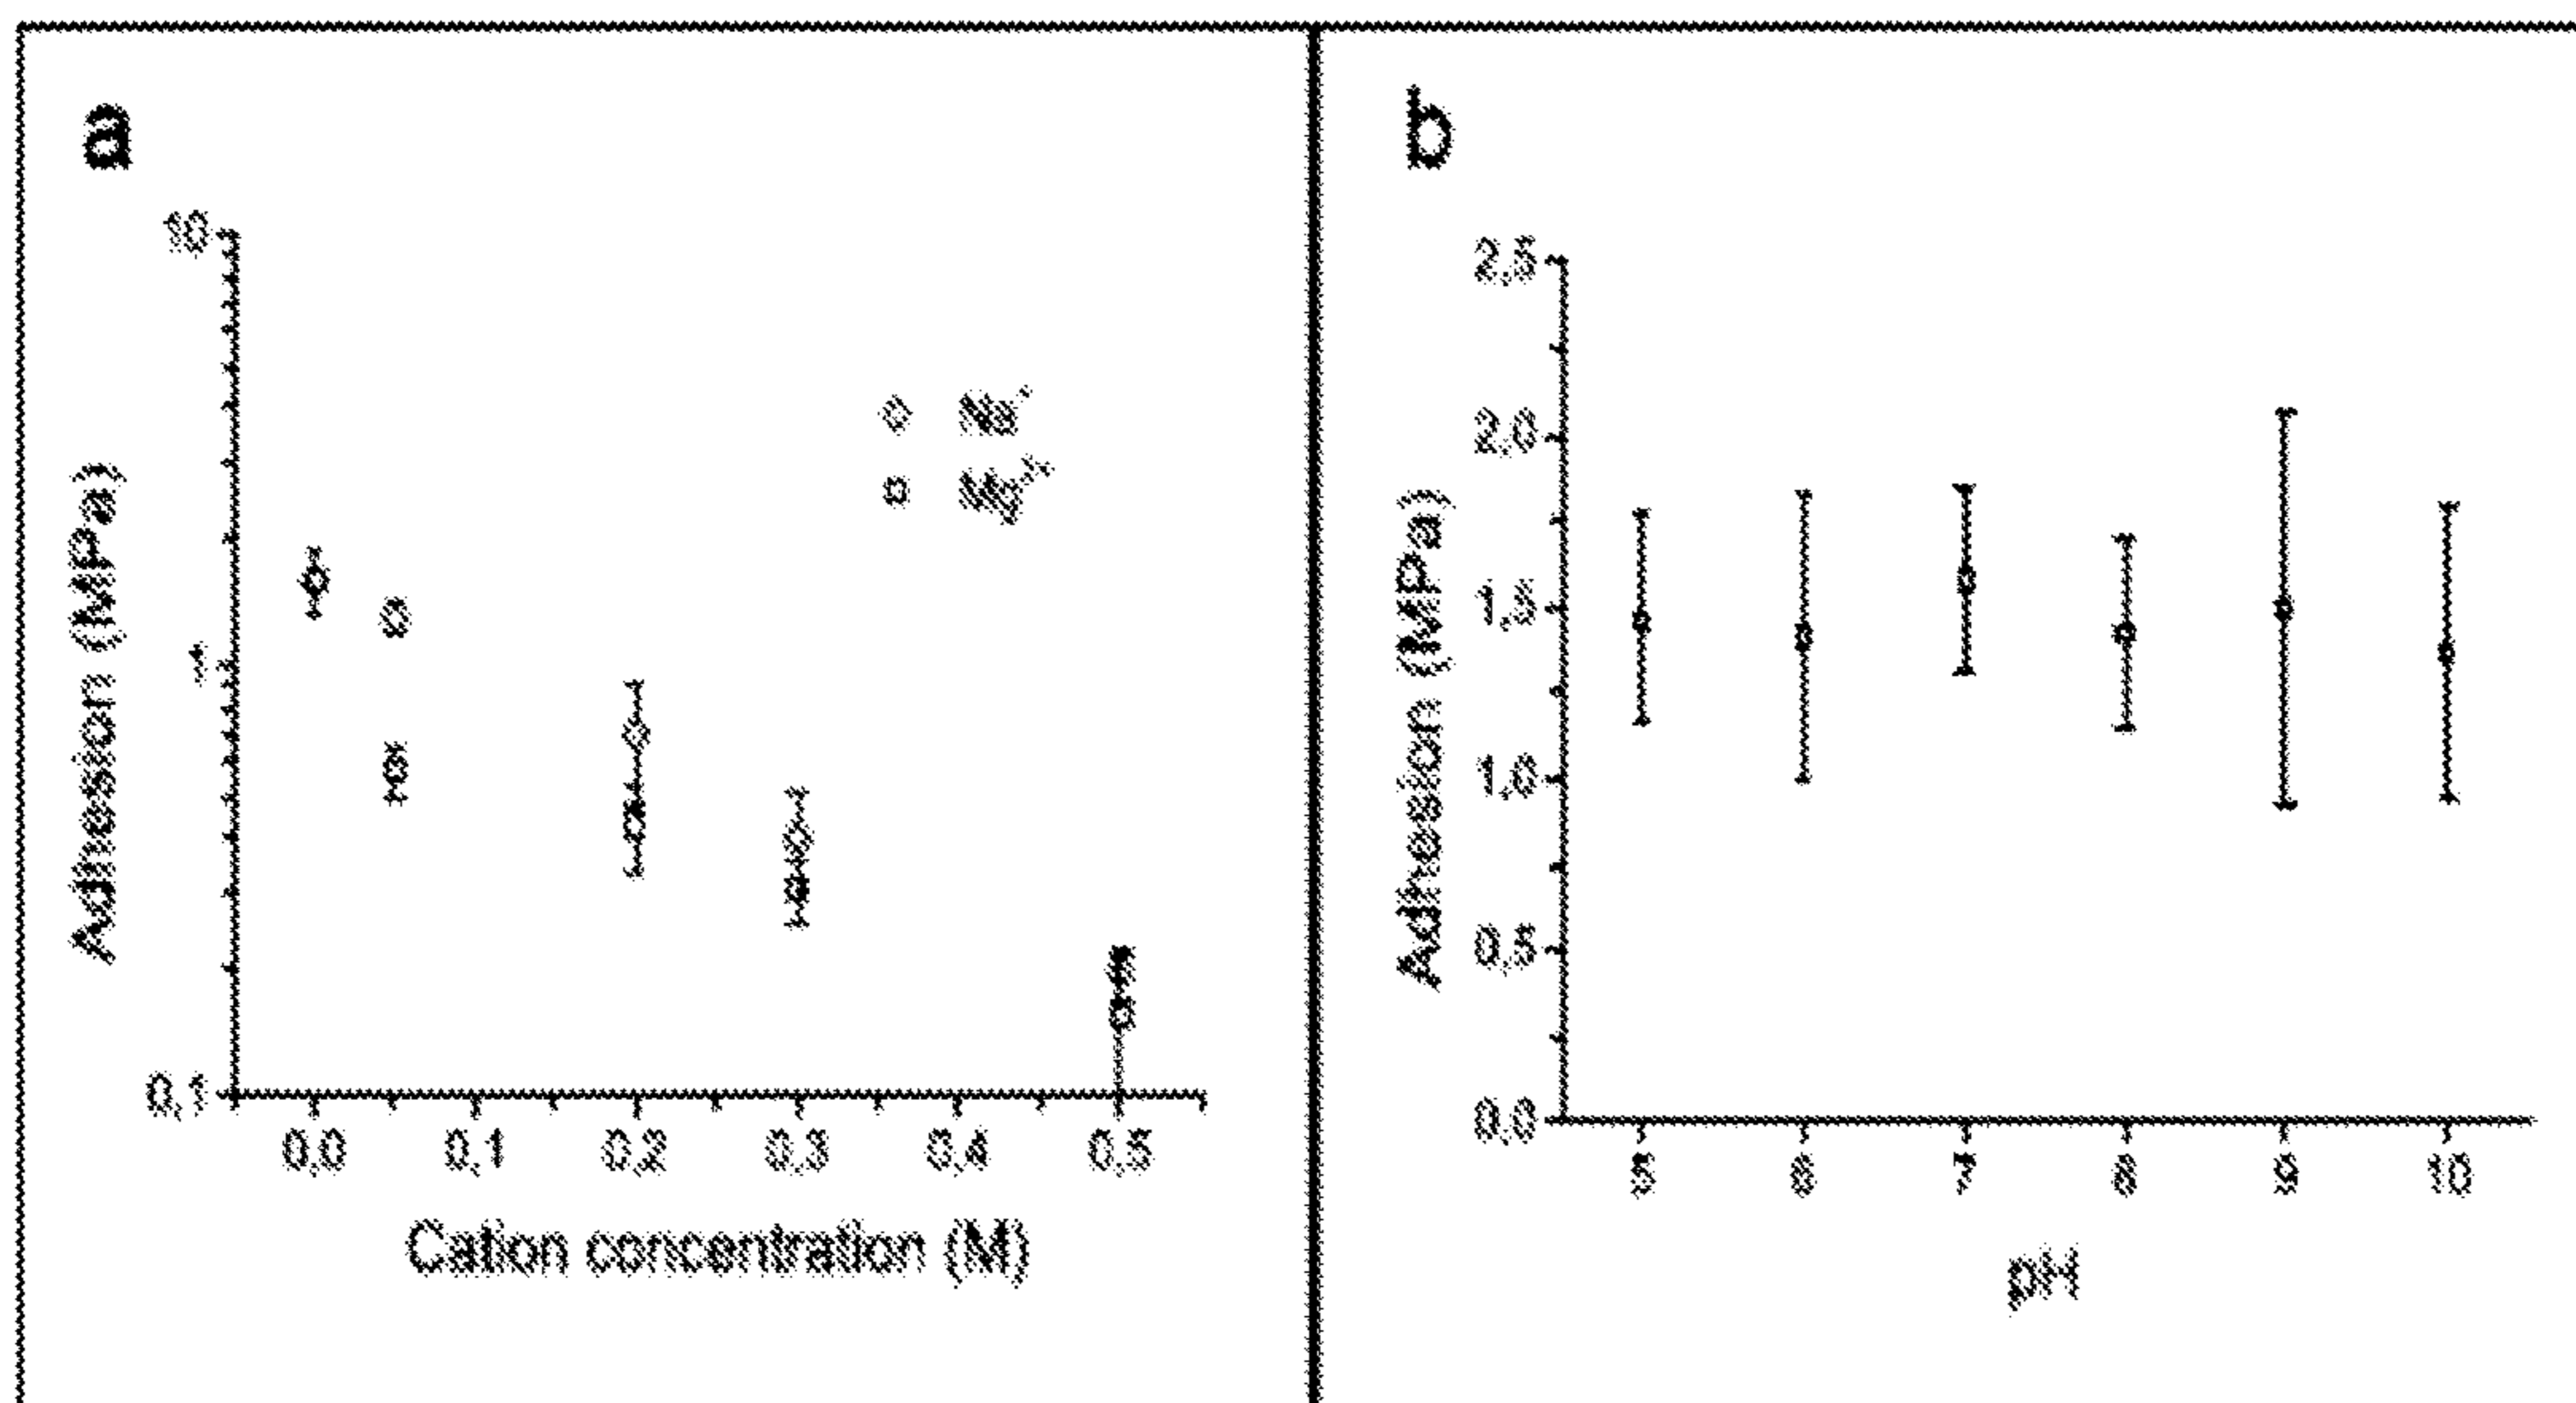 a
10
1
0,1
Adhesion (MPa)
Na⁺
Mg²⁺
0,0 0,1 0,2 0,3 0,4 0,5
Cation concentration (M)
b
2,5
2,0
1,5
1,0
0,5
0,0
Adhesion (MPa)
5 6 7 8 9 10
pH